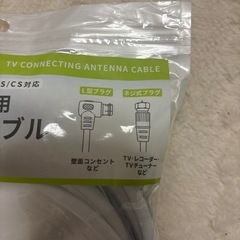 TV CONNECTING ANTENNA CABLE
S/CS対応
用
ブル
L型プラグ
ネジ式プラグ
壁面コンセント
など
TV・レコーダー・
TVチューナー
など